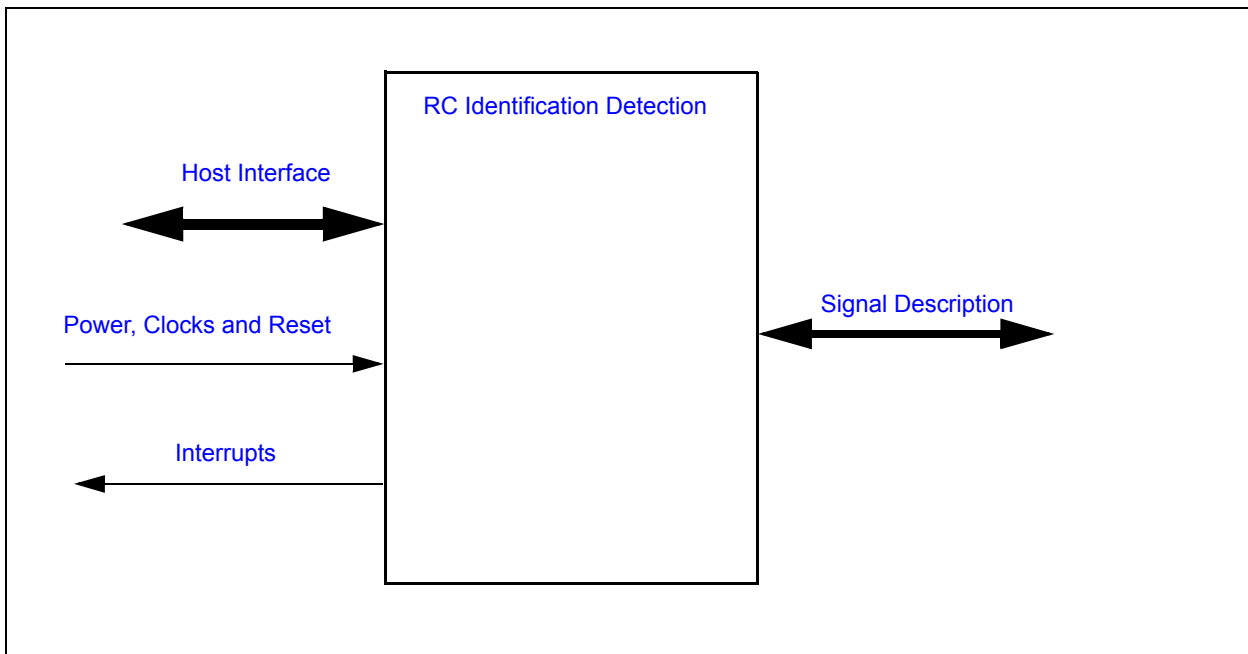 RC Identification Detection
Host Interface
Signal Description
Power, Clocks and Reset
Interrupts